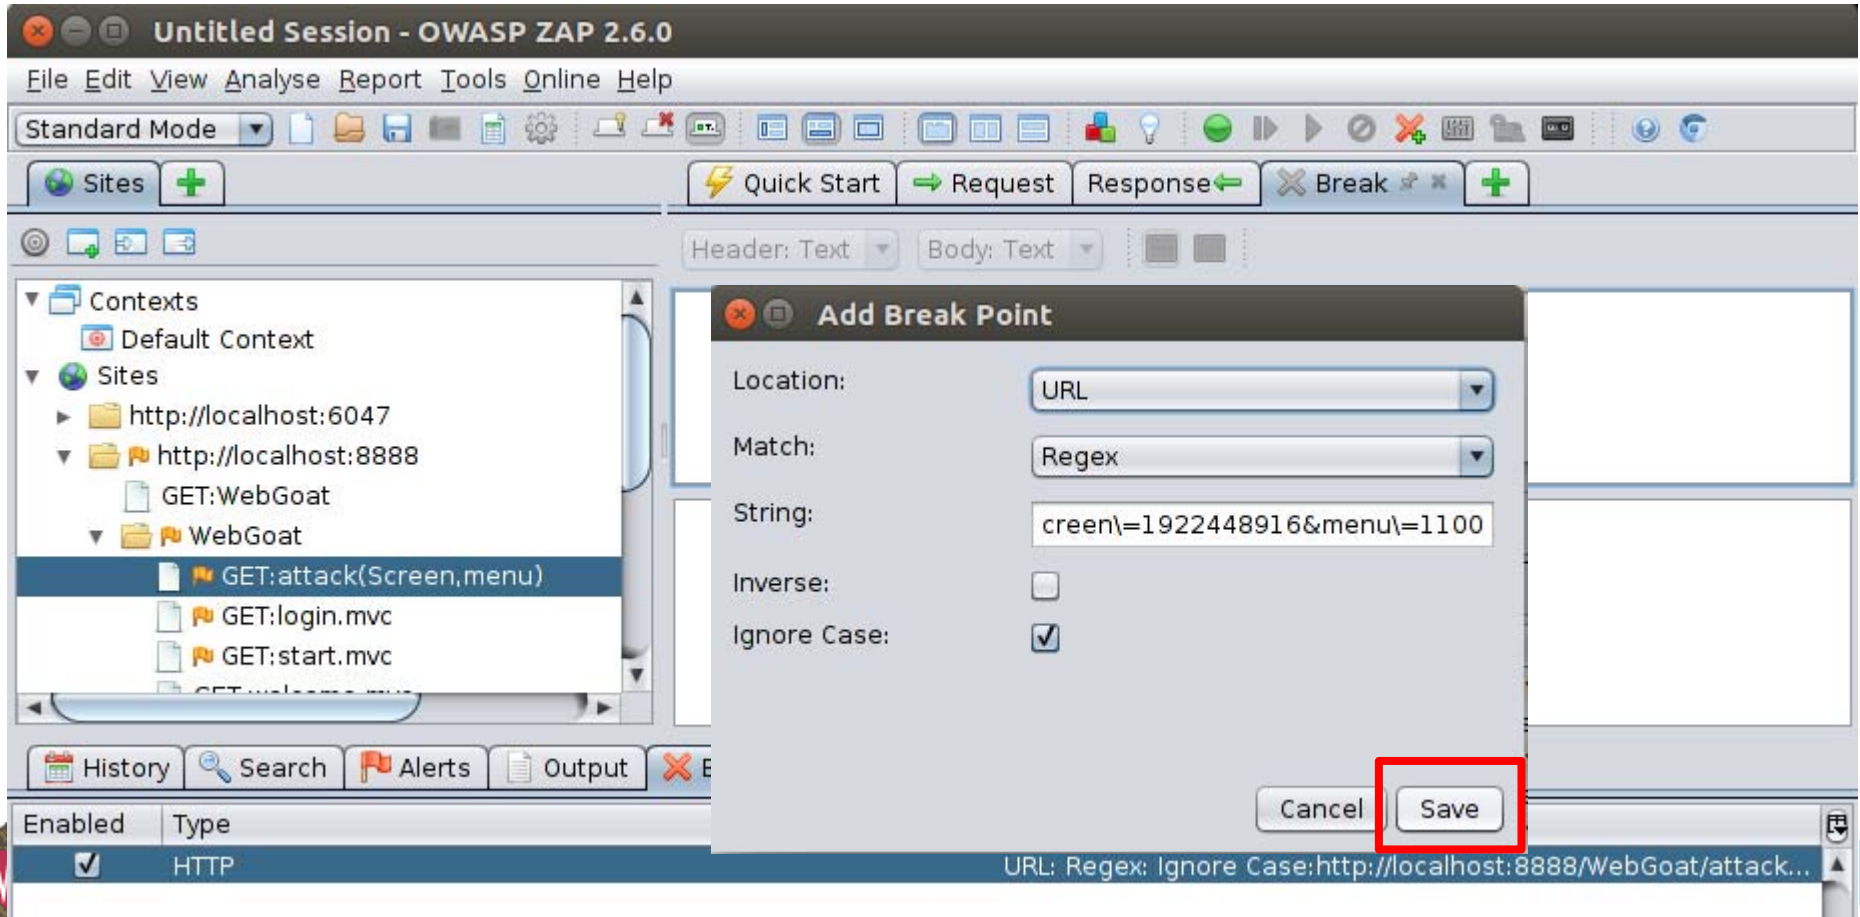 Untitled Session - OWASP ZAP 2.6.0
File Edit View Analyse Report Tools Online Help
Standard Mode
Sites
Quick Start Request Response Break
Header: Text Body: Text
Contexts
Default Context
Sites
http://localhost:6047
http://localhost:8888
GET:WebGoat
WebGoat
GET:attack(Screen,menu)
GET:login.mvc
GET:start.mvc
Add Break Point
Location: URL
Match: Regex
String: creen\=1922448916&menu\=1100
Inverse:
Ignore Case:
Cancel Save
History Search Alerts Output
Enabled Type
HTTP URL: Regex: Ignore Case:http://localhost:8888/WebGoat/attack...